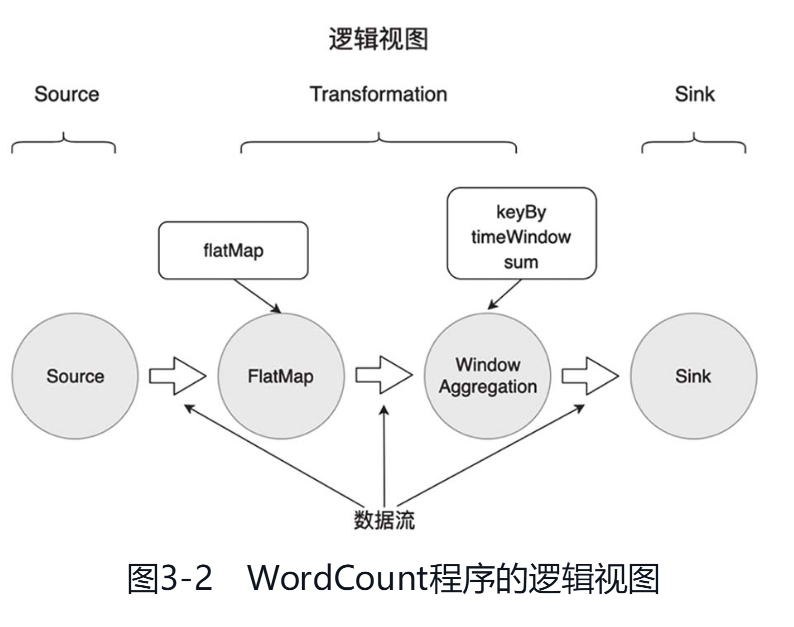 逻辑视图
Source
Transformation
Sink
flatMap
keyBy
timeWindow
sum
Source
FlatMap
Window
Aggregation
Sink
数据流
图3-2 WordCount程序的逻辑视图